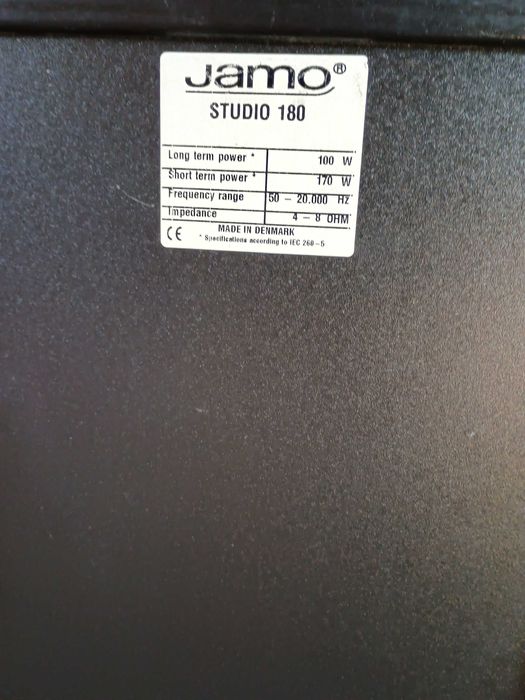 Jamo®
STUDIO 180
Long term power * 100 W
Short term power * 170 W
Frequency range 50 – 20.000 Hz
Impedance 4 – 8 OHM
CE MADE IN DENMARK
* Specifications according to IEC 268-5